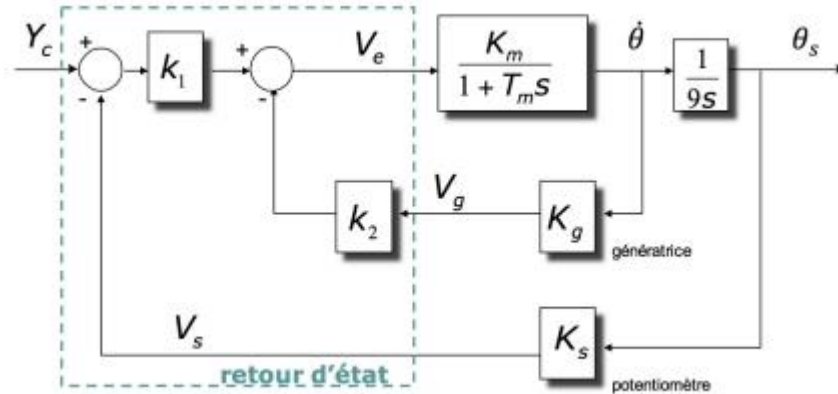 Y_c
+
-
k_1
+
-
V_e
K_m
1 + T_m s
θ̇
1
9s
θ_s
k_2
V_g
K_g
génératrice
V_s
K_s
retour d'état
potentiomètre